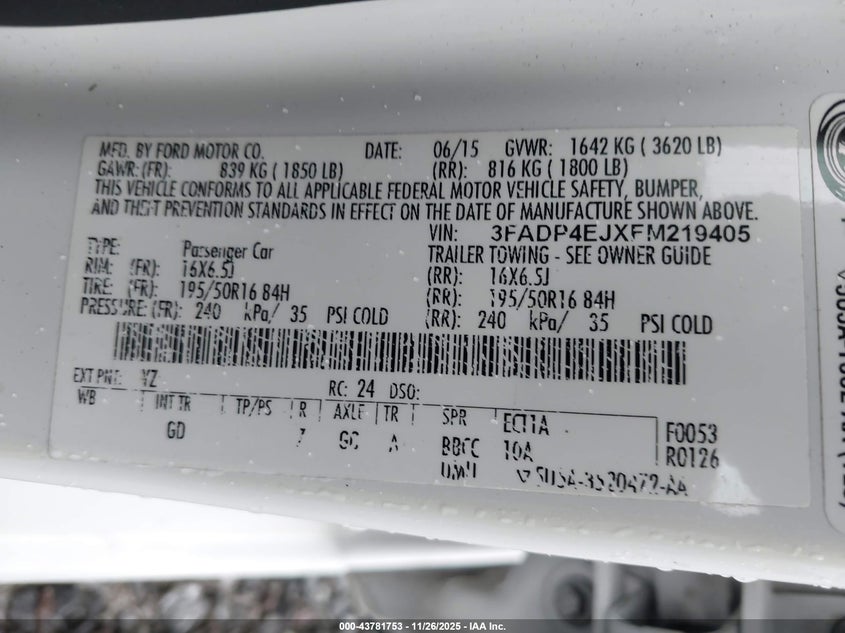 MFD. BY FORD MOTOR CO. DATE: 06/15 GVWR: 1642 KG ( 3620 LB)
GAWR: (FR): 839 KG ( 1850 LB) (RR): 816 KG ( 1800 LB)
THIS VEHICLE CONFORMS TO ALL APPLICABLE FEDERAL MOTOR VEHICLE SAFETY, BUMPER,
AND THEFT PREVENTION STANDARDS IN EFFECT ON THE DATE OF MANUFACTURE SHOWN ABOVE.
VIN: 3FADP4EJXFM219405
TYPE: Passenger Car TRAILER TOWING - SEE OWNER GUIDE
RIM: (FR): 16X6.5J (RR): 16X6.5J
TIRE: (FR): 195/50R16 84H (RR): 195/50R16 84H
PRESSURE: (FR): 240 kPa/ 35 PSI COLD (RR): 240 kPa/ 35 PSI COLD
EXT PNT: YZ RC: 24 DSO:
WB INT TR TP/PS R AXLE TR SPR ECT1A F0053
GD 7 GC A BBCC 10A R0126
000-43781753 — 11/26/2025 — IAA Inc.